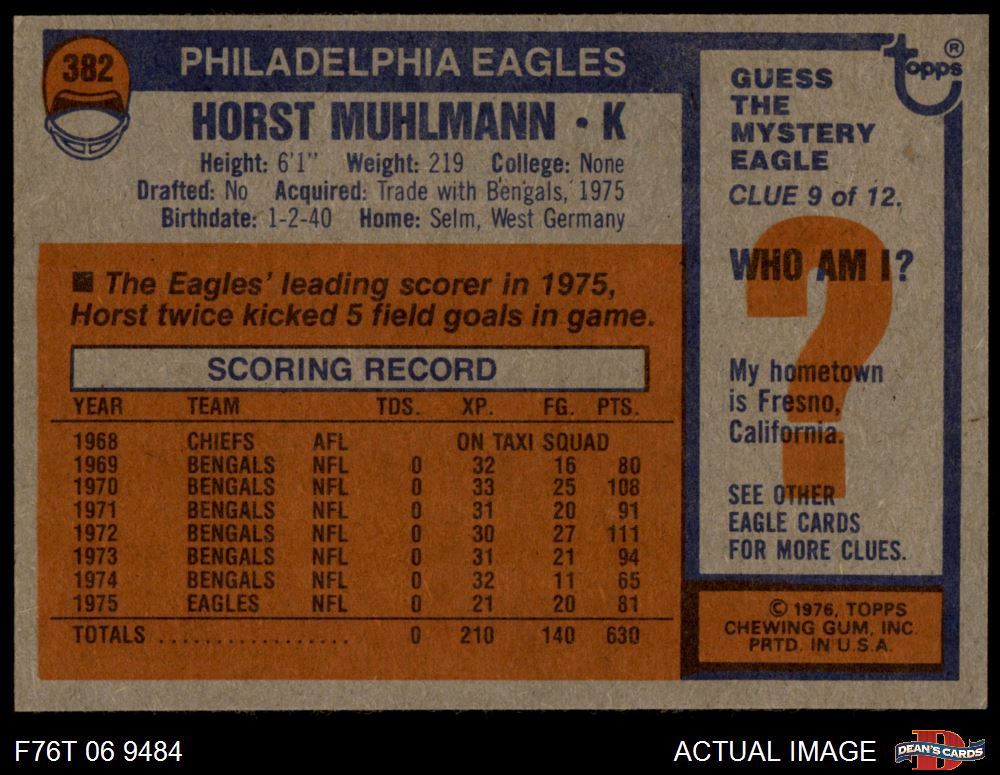 382
PHILADELPHIA EAGLES
HORST MUHLMANN • K
Height: 6'1" Weight: 219 College: None
Drafted: No Acquired: Trade with Bengals, 1975
Birthdate: 1-2-40 Home: Selm, West Germany
■ The Eagles' leading scorer in 1975,
Horst twice kicked 5 field goals in game.
SCORING RECORD
YEAR TEAM TDS. XP. FG. PTS.
1968 CHIEFS AFL ON TAXI SQUAD
1969 BENGALS NFL 0 32 16 80
1970 BENGALS NFL 0 33 25 108
1971 BENGALS NFL 0 31 20 91
1972 BENGALS NFL 0 30 27 111
1973 BENGALS NFL 0 31 21 94
1974 BENGALS NFL 0 32 11 65
1975 EAGLES NFL 0 21 20 81
TOTALS .................. 0 210 140 630
topps ®
GUESS
THE
MYSTERY
EAGLE
CLUE 9 of 12.
WHO AM I?
?
My hometown
is Fresno,
California.
SEE OTHER
EAGLE CARDS
FOR MORE CLUES.
© 1976, TOPPS
CHEWING GUM, INC.
PRTD. IN U.S.A.
F76T 06 9484
ACTUAL IMAGE
D
DEAN'S CARDS